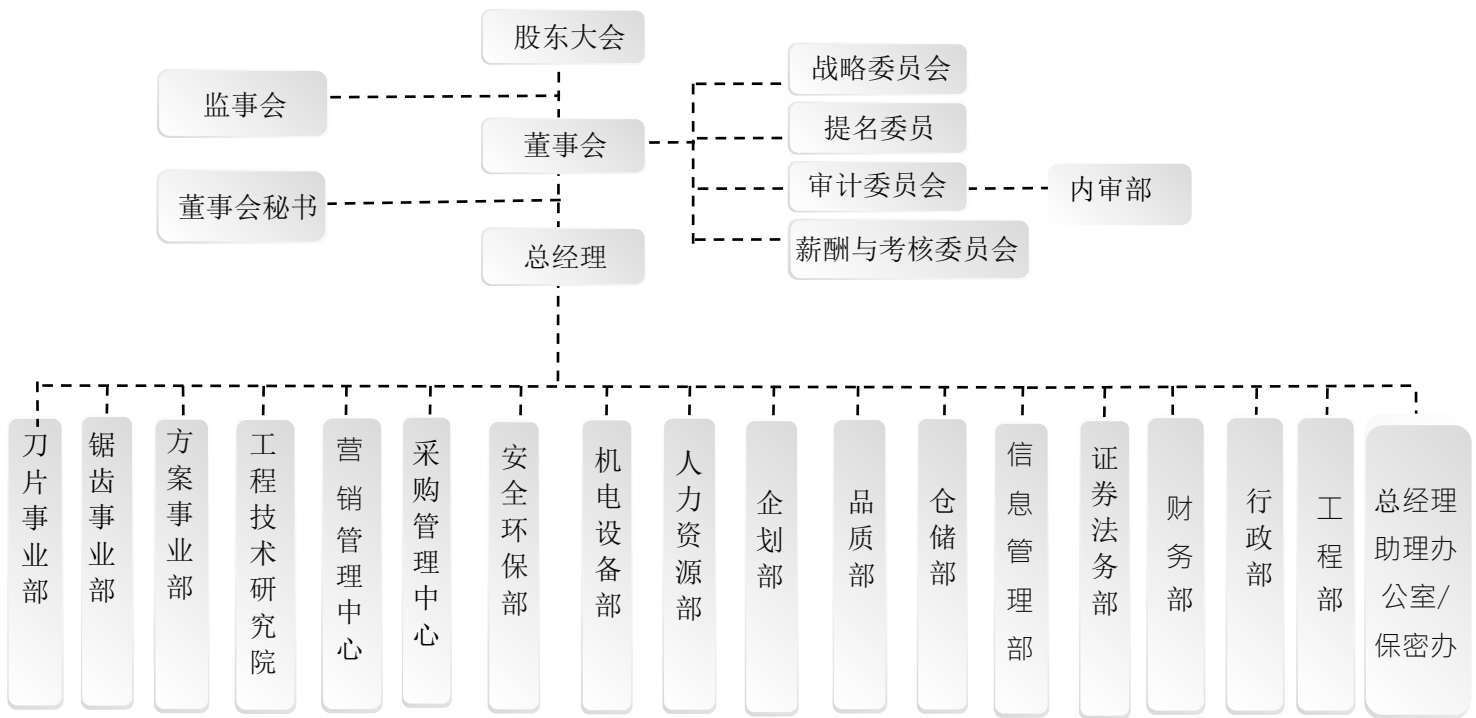 股东大会
监事会
董事会
董事会秘书
总经理
战略委员会
提名委员
审计委员会
内审部
薪酬与考核委员会
刀片事业部
锯齿事业部
方案事业部
工程技术研究院
营销管理中心
采购管理中心
安全环保部
机电设备部
人力资源部
企划部
品质部
仓储部
信息管理部
证券法务部
财务部
行政部
工程部
总经理
助理办
公室/
保密办